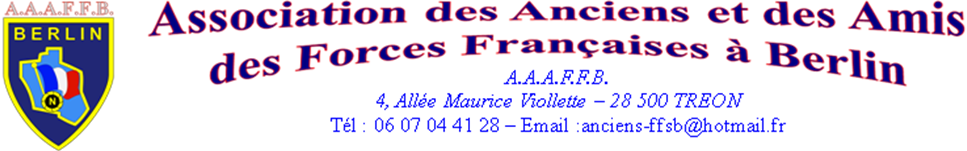 A.A.A.F.F.B.
BERLIN
N
Association des Anciens et des Amis
des Forces Françaises à Berlin
A.A.A.F.F.B.
4, Allée Maurice Viollette – 28 500 TREON
Tél : 06 07 04 41 28 – Email :anciens-ffsb@hotmail.fr